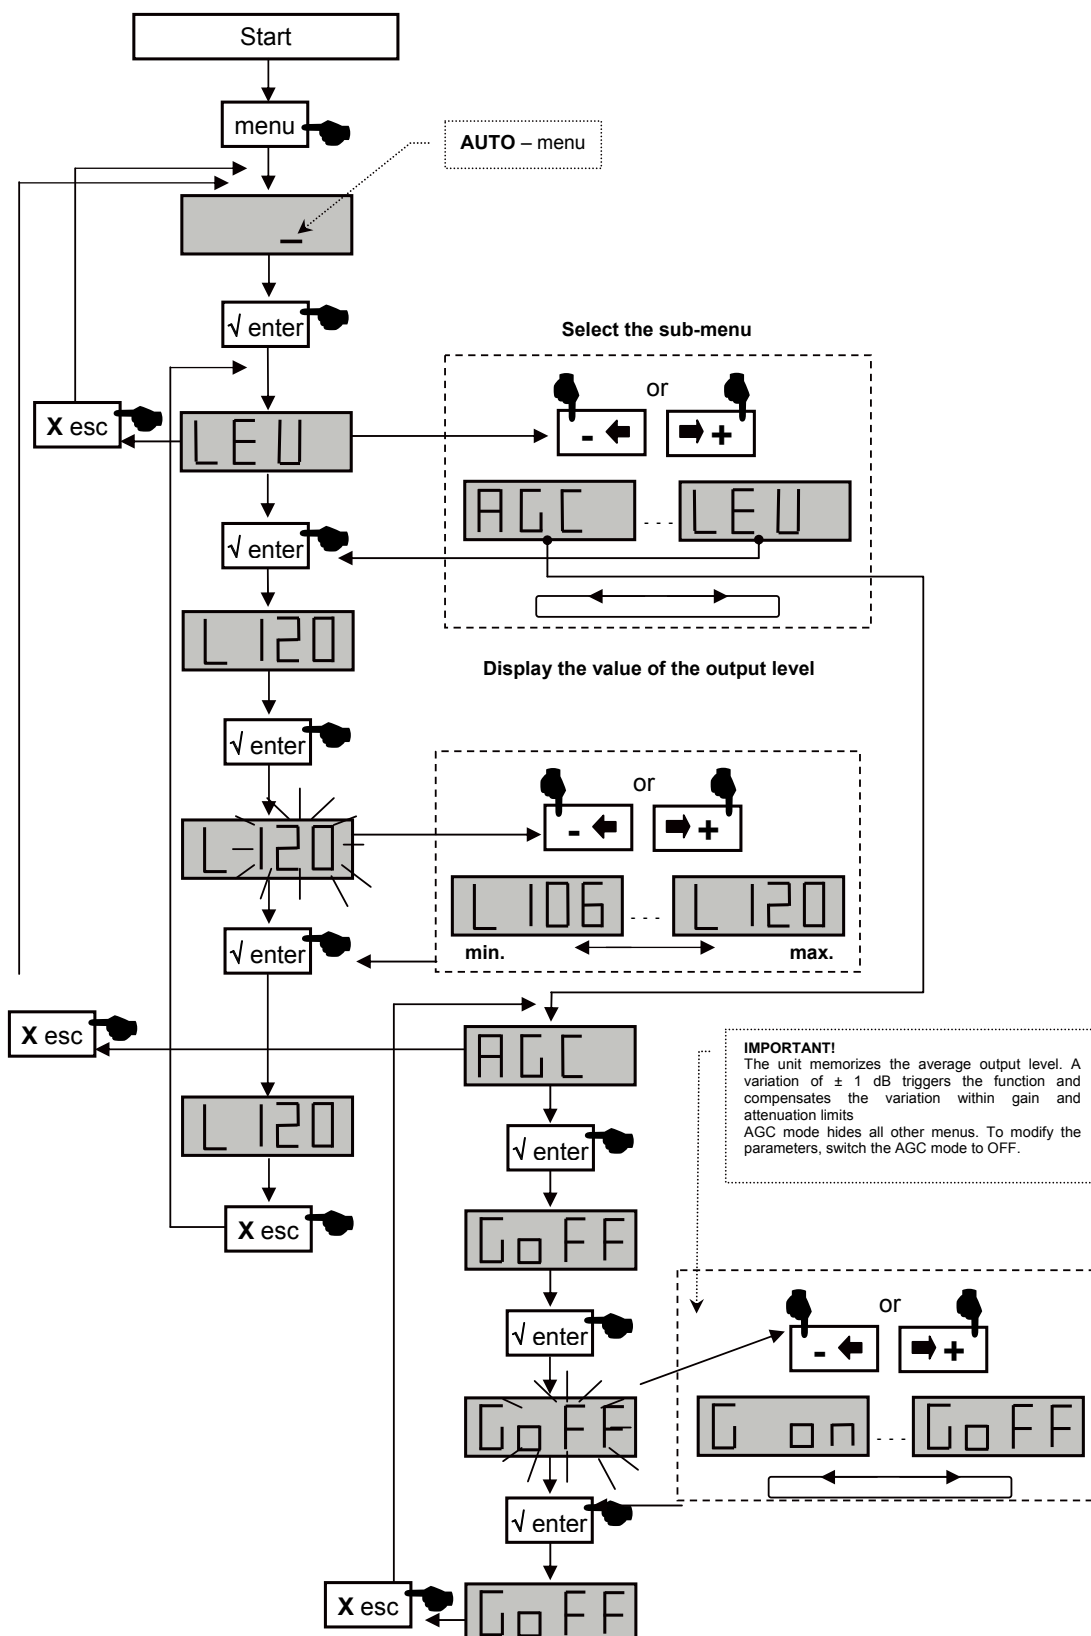 Start
menu
AUTO – menu
_
√ enter
Select the sub-menu
or
X esc
LEU
- +
AGC - - - LEU
√ enter
L 120
Display the value of the output level
√ enter
or
L 120
- +
L 106 - - - L 120
min. max.
√ enter
X esc
AGC
IMPORTANT!
The unit memorizes the average output level. A
variation of ± 1 dB triggers the function and
compensates the variation within gain and
attenuation limits
AGC mode hides all other menus. To modify the
parameters, switch the AGC mode to OFF.
L 120
√ enter
X esc
GoFF
or
√ enter
- +
GoFF
G on - - - GoFF
√ enter
X esc
GoFF